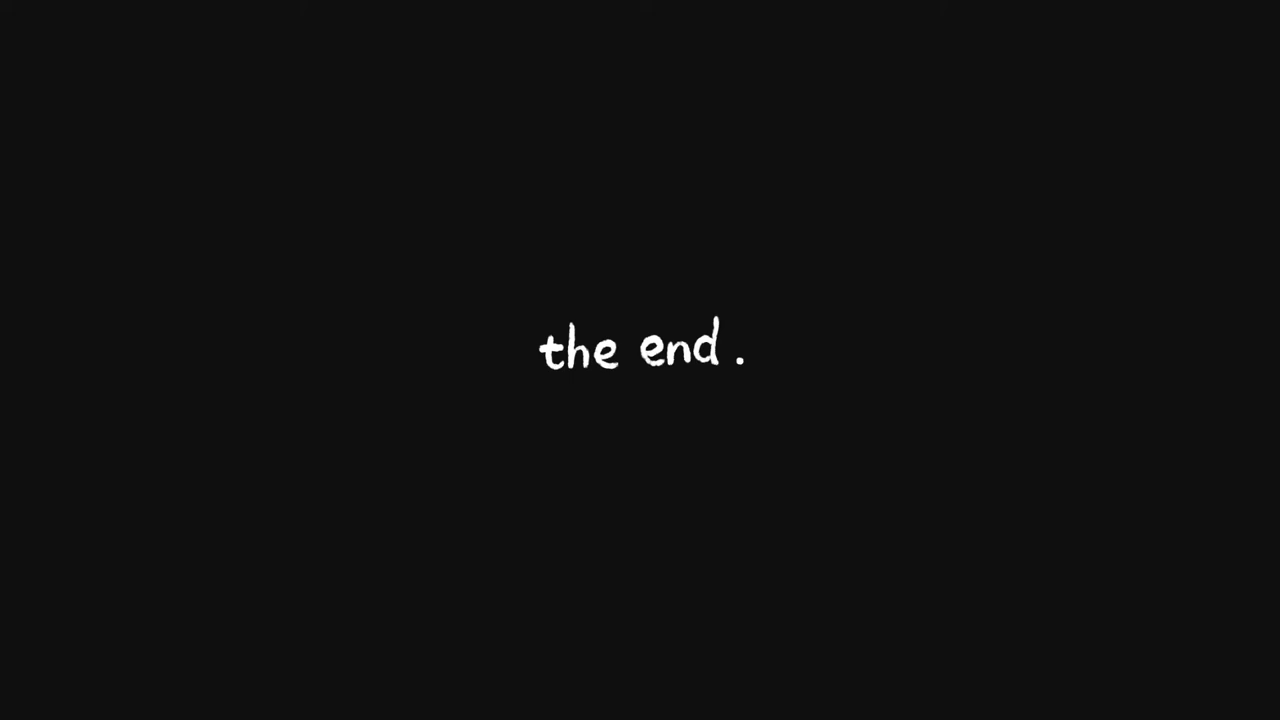 the end .